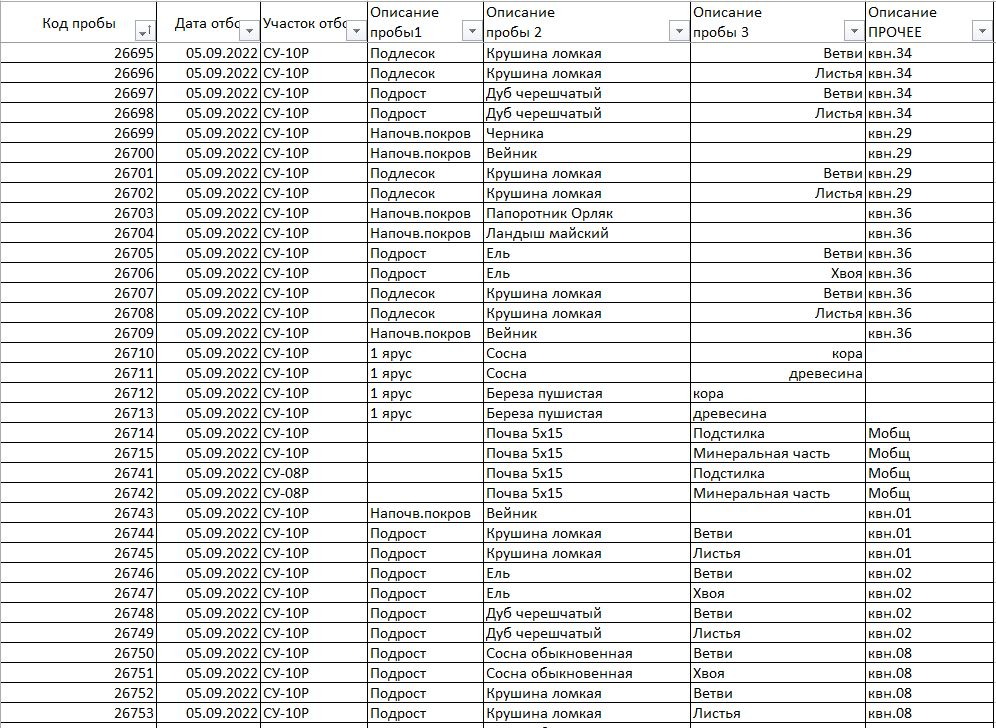 Код пробы Дата отбо Участок отбо Описание пробы1 Описание пробы 2 Описание пробы 3 Описание ПРОЧЕЕ
26695 05.09.2022 СУ-10Р Подлесок Крушина ломкая Ветви квн.34
26696 05.09.2022 СУ-10Р Подлесок Крушина ломкая Листья квн.34
26697 05.09.2022 СУ-10Р Подрост Дуб черешчатый Ветви квн.34
26698 05.09.2022 СУ-10Р Подрост Дуб черешчатый Листья квн.34
26699 05.09.2022 СУ-10Р Напочв.покров Черника квн.29
26700 05.09.2022 СУ-10Р Напочв.покров Вейник квн.29
26701 05.09.2022 СУ-10Р Подлесок Крушина ломкая Ветви квн.29
26702 05.09.2022 СУ-10Р Подлесок Крушина ломкая Листья квн.29
26703 05.09.2022 СУ-10Р Напочв.покров Папоротник Орляк квн.36
26704 05.09.2022 СУ-10Р Напочв.покров Ландыш майский квн.36
26705 05.09.2022 СУ-10Р Подрост Ель Ветви квн.36
26706 05.09.2022 СУ-10Р Подрост Ель Хвоя квн.36
26707 05.09.2022 СУ-10Р Подлесок Крушина ломкая Ветви квн.36
26708 05.09.2022 СУ-10Р Подлесок Крушина ломкая Листья квн.36
26709 05.09.2022 СУ-10Р Напочв.покров Вейник квн.36
26710 05.09.2022 СУ-10Р 1 ярус Сосна кора
26711 05.09.2022 СУ-10Р 1 ярус Сосна древесина
26712 05.09.2022 СУ-10Р 1 ярус Береза пушистая кора
26713 05.09.2022 СУ-10Р 1 ярус Береза пушистая древесина
26714 05.09.2022 СУ-10Р Почва 5х15 Подстилка Мобщ
26715 05.09.2022 СУ-10Р Почва 5х15 Минеральная часть Мобщ
26741 05.09.2022 СУ-08Р Почва 5х15 Подстилка Мобщ
26742 05.09.2022 СУ-08Р Почва 5х15 Минеральная часть Мобщ
26743 05.09.2022 СУ-10Р Напочв.покров Вейник квн.01
26744 05.09.2022 СУ-10Р Подрост Крушина ломкая Ветви квн.01
26745 05.09.2022 СУ-10Р Подрост Крушина ломкая Листья квн.01
26746 05.09.2022 СУ-10Р Подрост Ель Ветви квн.02
26747 05.09.2022 СУ-10Р Подрост Ель Хвоя квн.02
26748 05.09.2022 СУ-10Р Подрост Дуб черешчатый Ветви квн.02
26749 05.09.2022 СУ-10Р Подрост Дуб черешчатый Листья квн.02
26750 05.09.2022 СУ-10Р Подрост Сосна обыкновенная Ветви квн.08
26751 05.09.2022 СУ-10Р Подрост Сосна обыкновенная Хвоя квн.08
26752 05.09.2022 СУ-10Р Подрост Крушина ломкая Ветви квн.08
26753 05.09.2022 СУ-10Р Подрост Крушина ломкая Листья квн.08